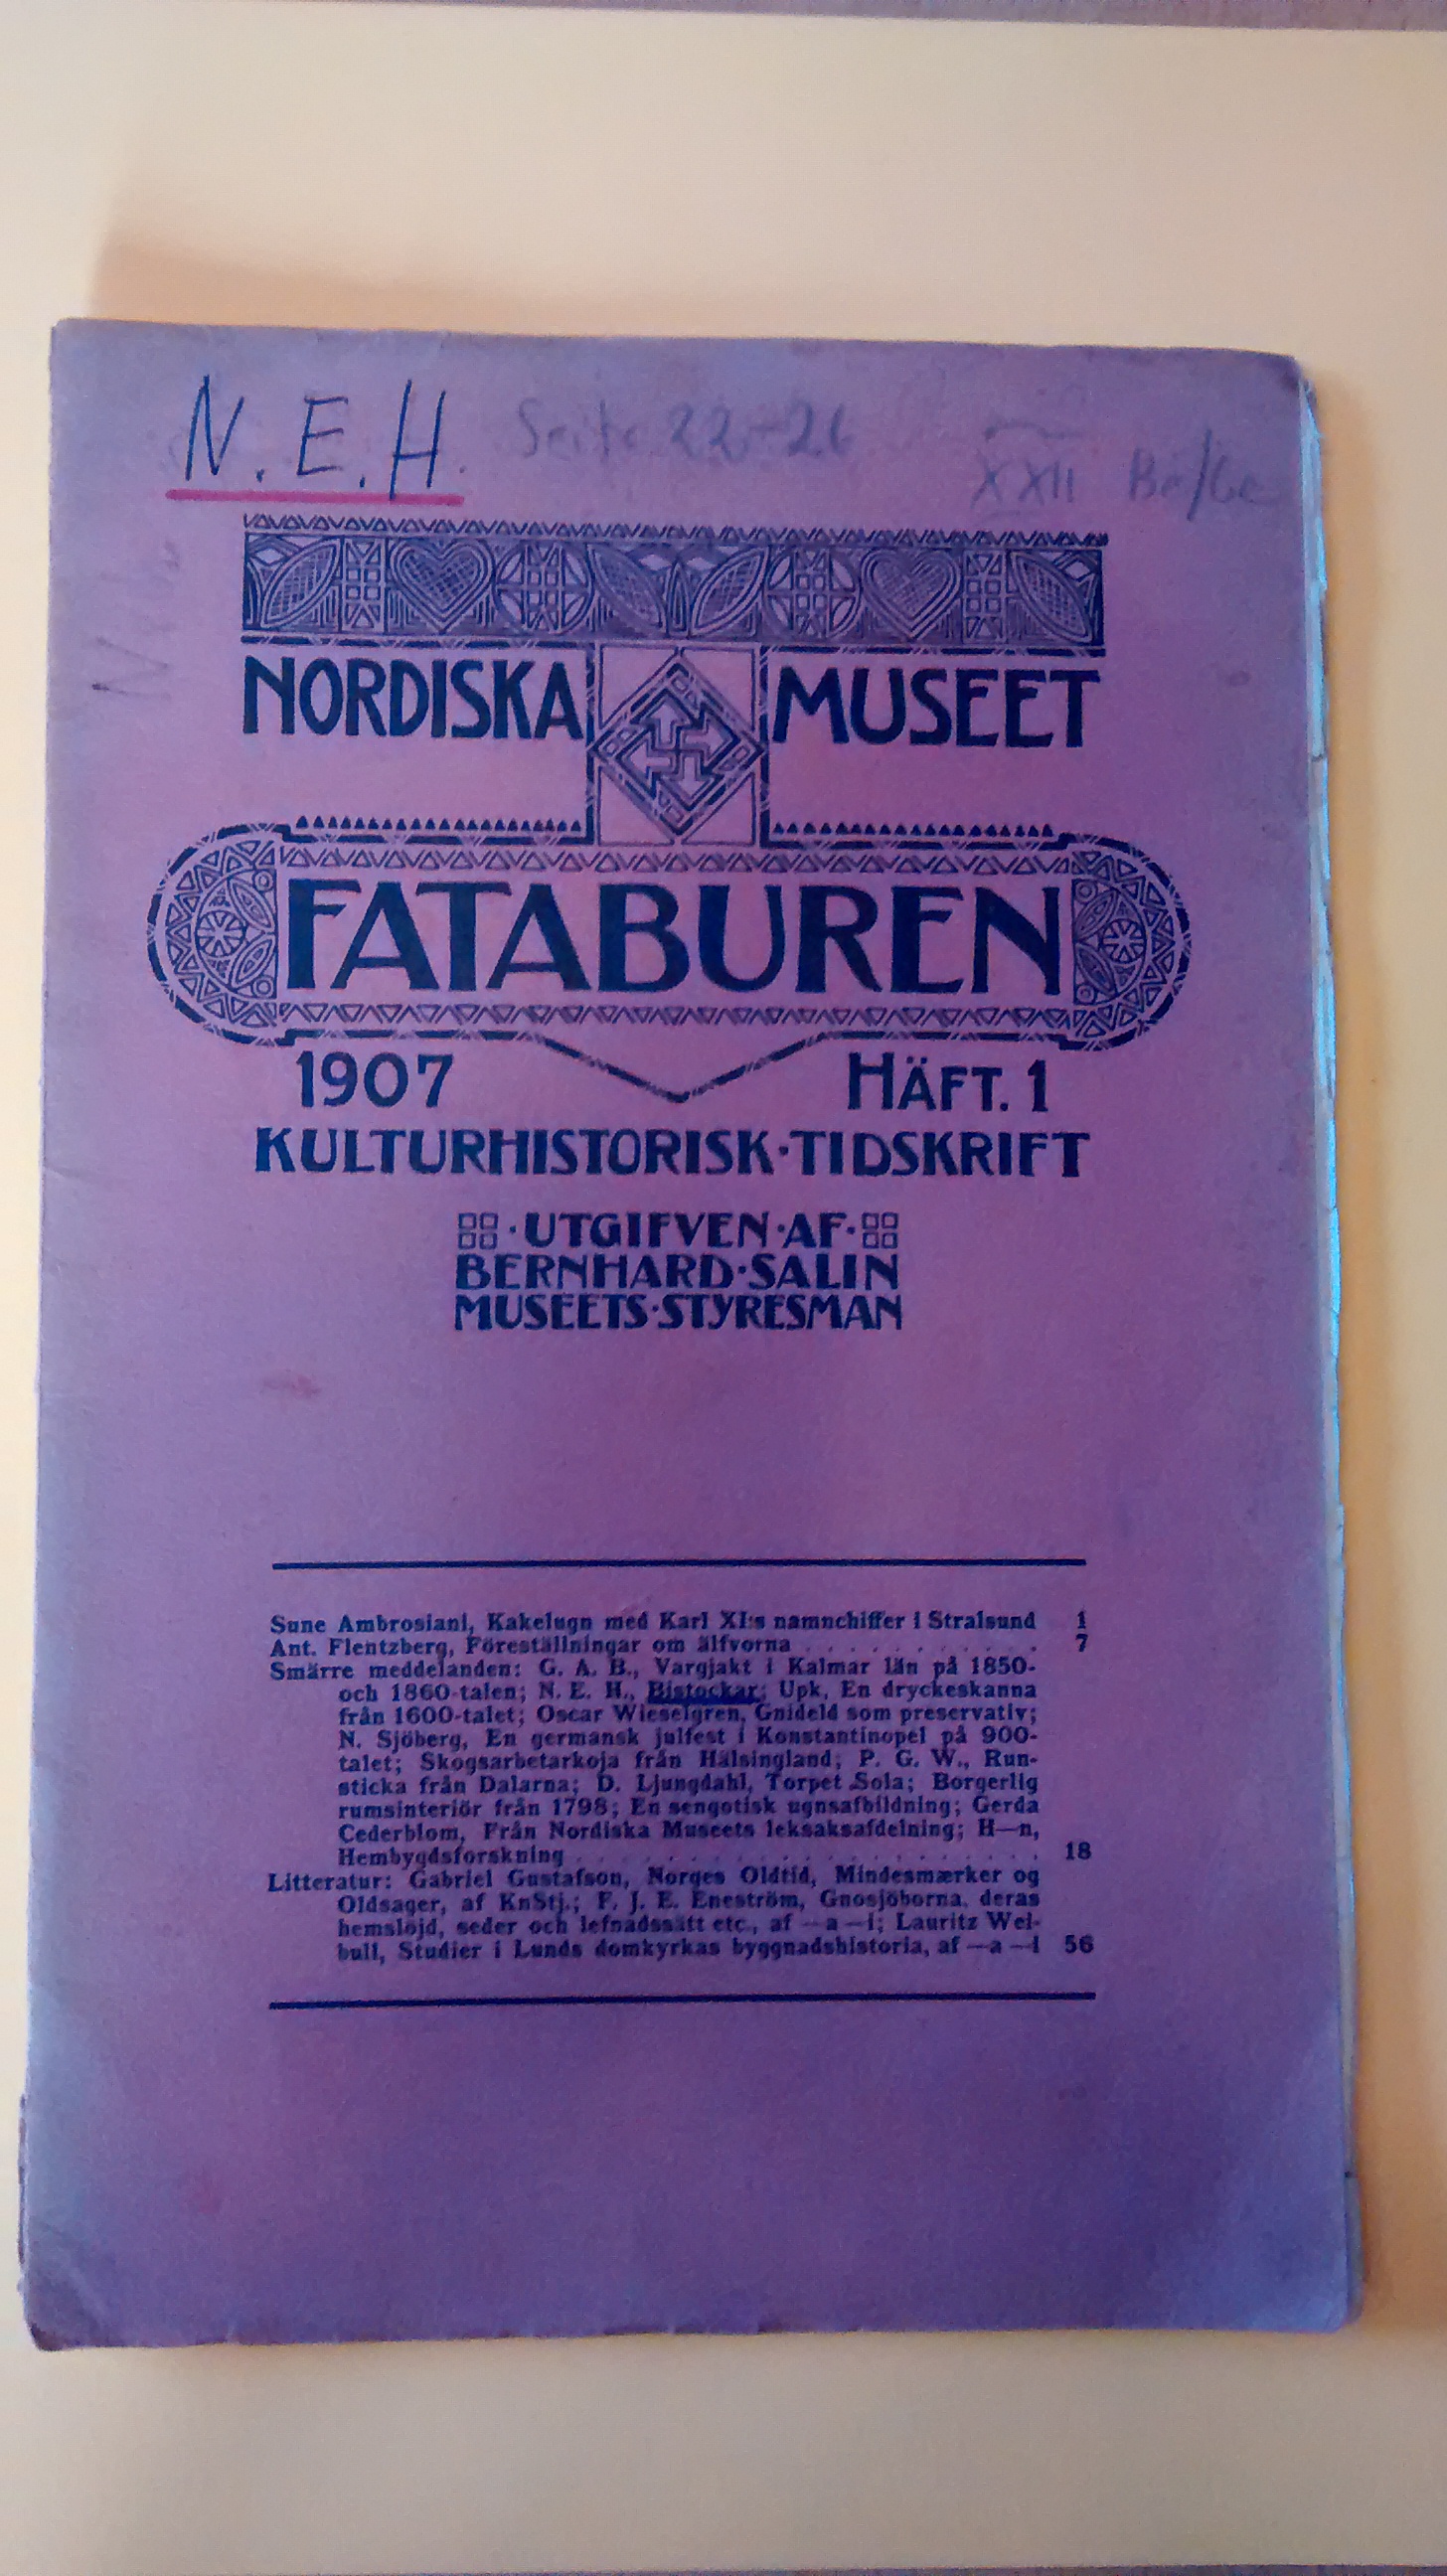 N.E.H. Seite 22-26
XXII
NORDISKA MUSEET
FATABUREN
1907 HÄFT. 1
KULTURHISTORISK·TIDSKRIFT
·UTGIFVEN·AF·
BERNHARD·SALIN
MUSEETS·STYRESMAN
Sune Ambrosiani, Kakelugn med Karl XI:s namnchiffer i Stralsund 1
Ant. Flentzberg, Föreställningar om älfvorna . . . . . . . . . . . . 7
Smärre meddelanden: G. A. B., Vargjakt i Kalmar län på 1850-
och 1860-talen; N. E. H., Bistockar; Upk, En dryckeskanna
från 1600-talet; Oscar Wieselgren, Gnideld som preservativ;
N. Sjöberg, En germansk julfest i Konstantinopel på 900-
talet; Skogsarbetarkoja från Hälsingland; P. G. W., Run-
sticka från Dalarna; D. Ljungdahl, Torpet Sola; Borgerlig
rumsinteriör från 1798; En sengotisk ugnsafbildning; Gerda
Cederblom, Från Nordiska Museets leksaksafdelning; H—n,
Hembygdsforskning . . . . . . . . . . . . . . . . . . . . 18
Litteratur: Gabriel Gustafson, Norges Oldtid, Mindesmærker og
Oldsager, af KnStj.; F. J. E. Eneström, Gnosjöborna, deras
hemslöjd, seder och lefnadssätt etc., af —a —i; Lauritz Wei-
bull, Studier i Lunds domkyrkas byggnadshistoria, af —a —i 56